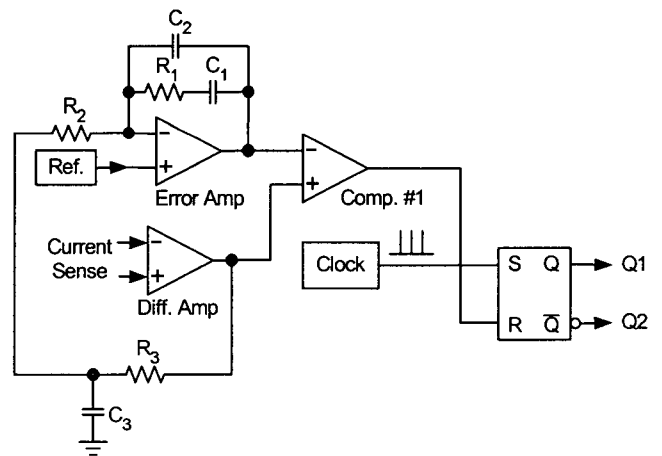 C2
R1
C1
R2
−
+
Ref.
Error Amp
−
+
Comp. #1
Current
Sense
−
+
Diff. Amp
Clock
S
Q
Q1
R
Q̅
Q2
R3
C3